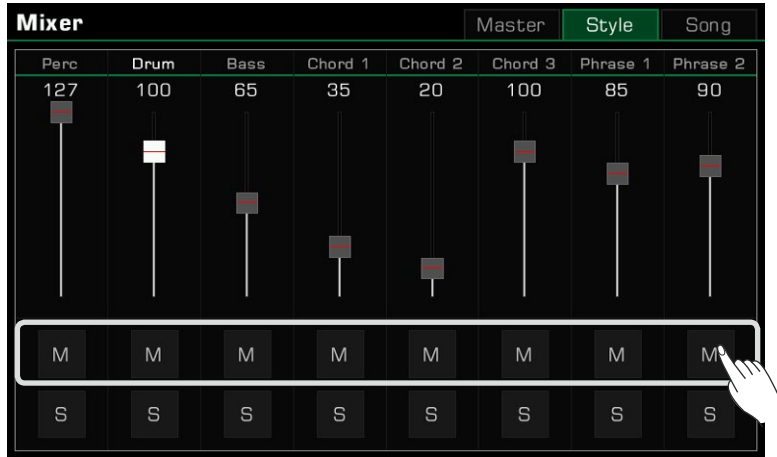 Mixer Master Style Song
Perc Drum Bass Chord 1 Chord 2 Chord 3 Phrase 1 Phrase 2
127 100 65 35 20 100 85 90
M M M M M M M M
S S S S S S S S